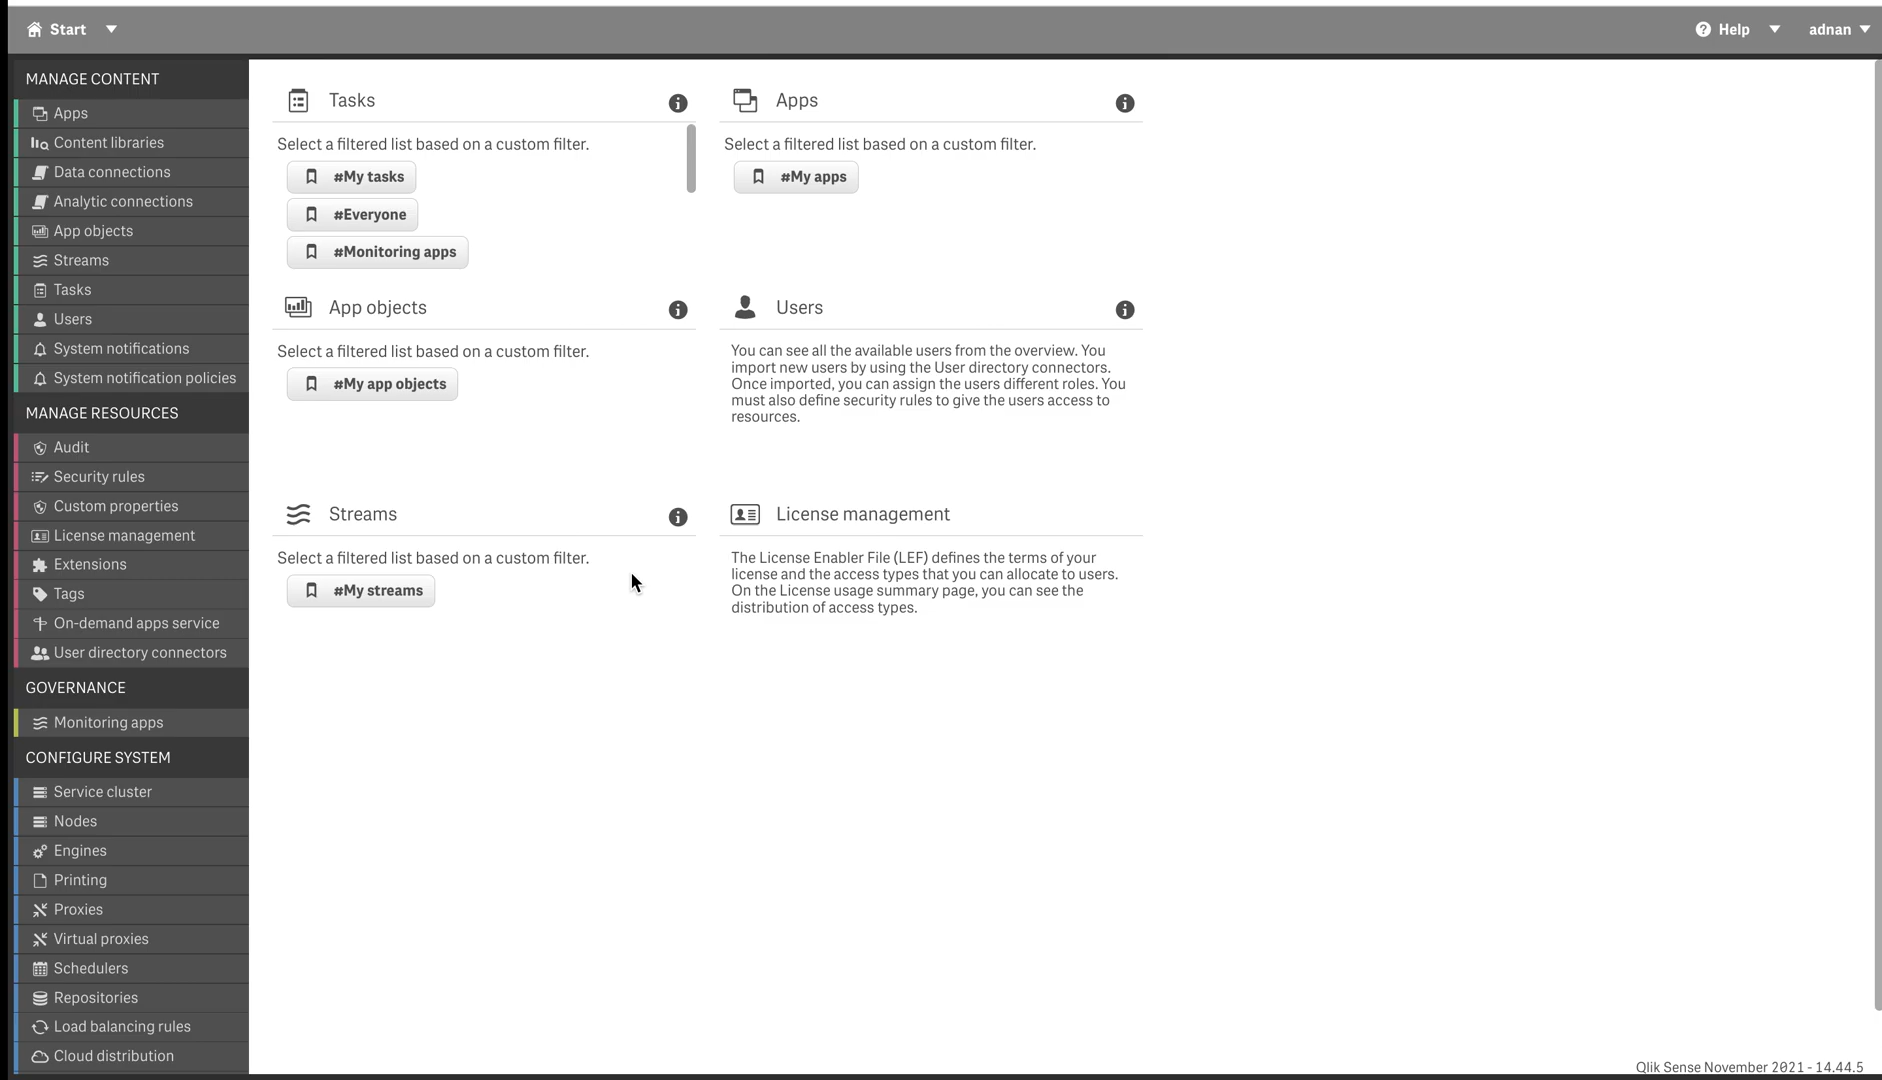 Start
Help
adnan
MANAGE CONTENT
Apps
Content libraries
Data connections
Analytic connections
App objects
Streams
Tasks
Users
System notifications
System notification policies
MANAGE RESOURCES
Audit
Security rules
Custom properties
License management
Extensions
Tags
On-demand apps service
User directory connectors
GOVERNANCE
Monitoring apps
CONFIGURE SYSTEM
Service cluster
Nodes
Engines
Printing
Proxies
Virtual proxies
Schedulers
Repositories
Load balancing rules
Cloud distribution
Tasks
Select a filtered list based on a custom filter.
#My tasks
#Everyone
#Monitoring apps
Apps
Select a filtered list based on a custom filter.
#My apps
App objects
Select a filtered list based on a custom filter.
#My app objects
Users
You can see all the available users from the overview. You
import new users by using the User directory connectors.
Once imported, you can assign the users different roles. You
must also define security rules to give the users access to
resources.
Streams
Select a filtered list based on a custom filter.
#My streams
License management
The License Enabler File (LEF) defines the terms of your
license and the access types that you can allocate to users.
On the License usage summary page, you can see the
distribution of access types.
Qlik Sense November 2021 - 14.44.5